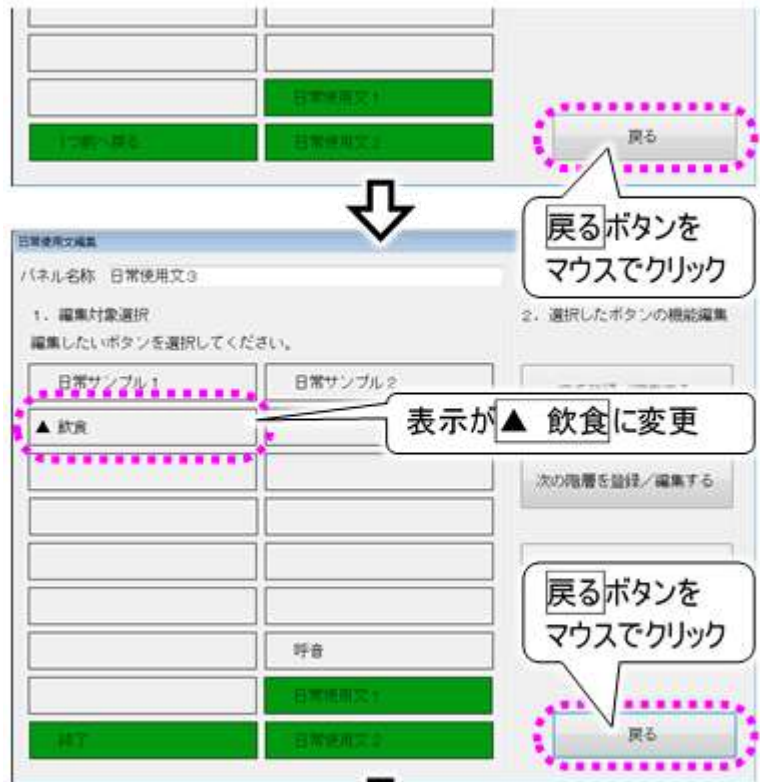 日常使用文1
1つ前へ戻る
日常使用文2
戻る
戻るボタンを
マウスでクリック
日常使用文編集
パネル名称 日常使用文3
1. 編集対象選択
編集したいボタンを選択してください。
2. 選択したボタンの機能編集
日常サンプル1
日常サンプル2
▲ 飲食
表示が▲ 飲食に変更
次の階層を登録/編集する
戻るボタンを
マウスでクリック
呼音
日常使用文1
終了
日常使用文2
戻る